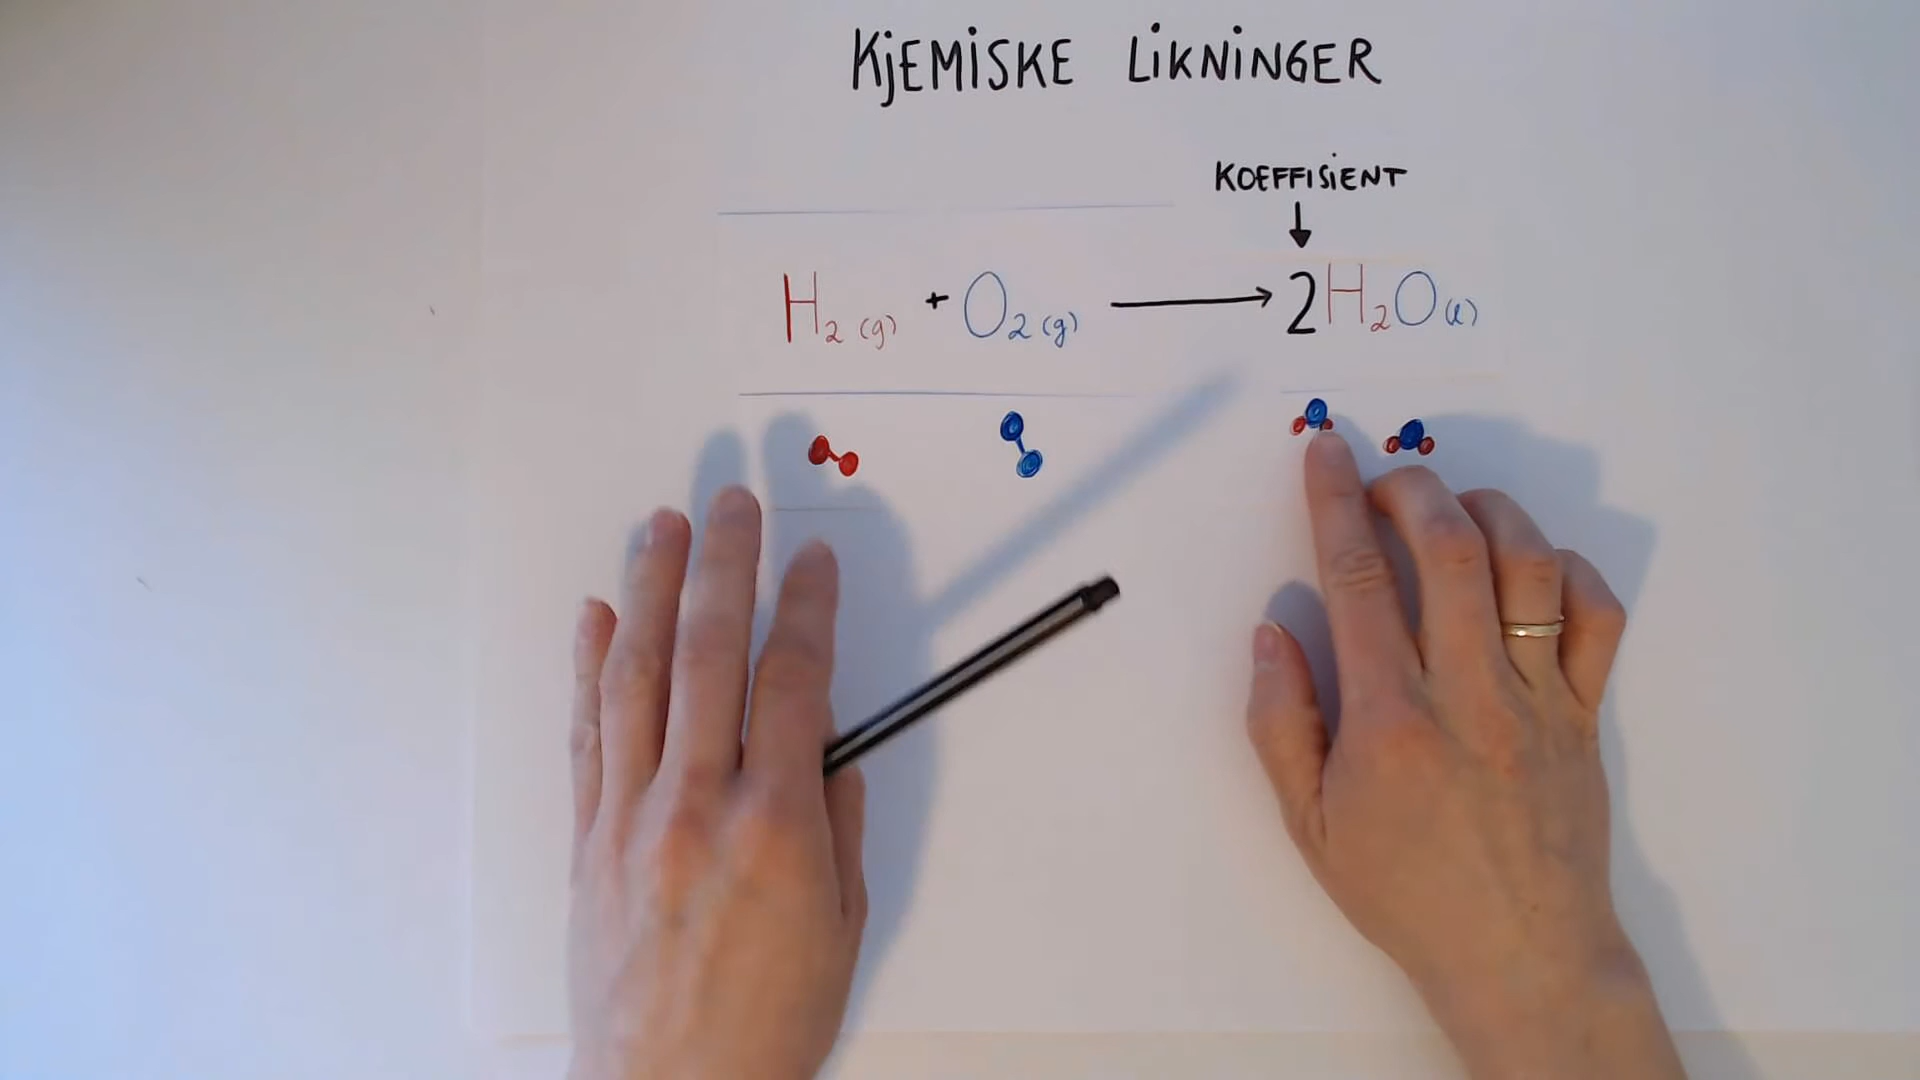 KJEMISKE LIKNINGER
KOEFFISIENT
H₂ (g) + O₂ (g) → 2H₂O (l)